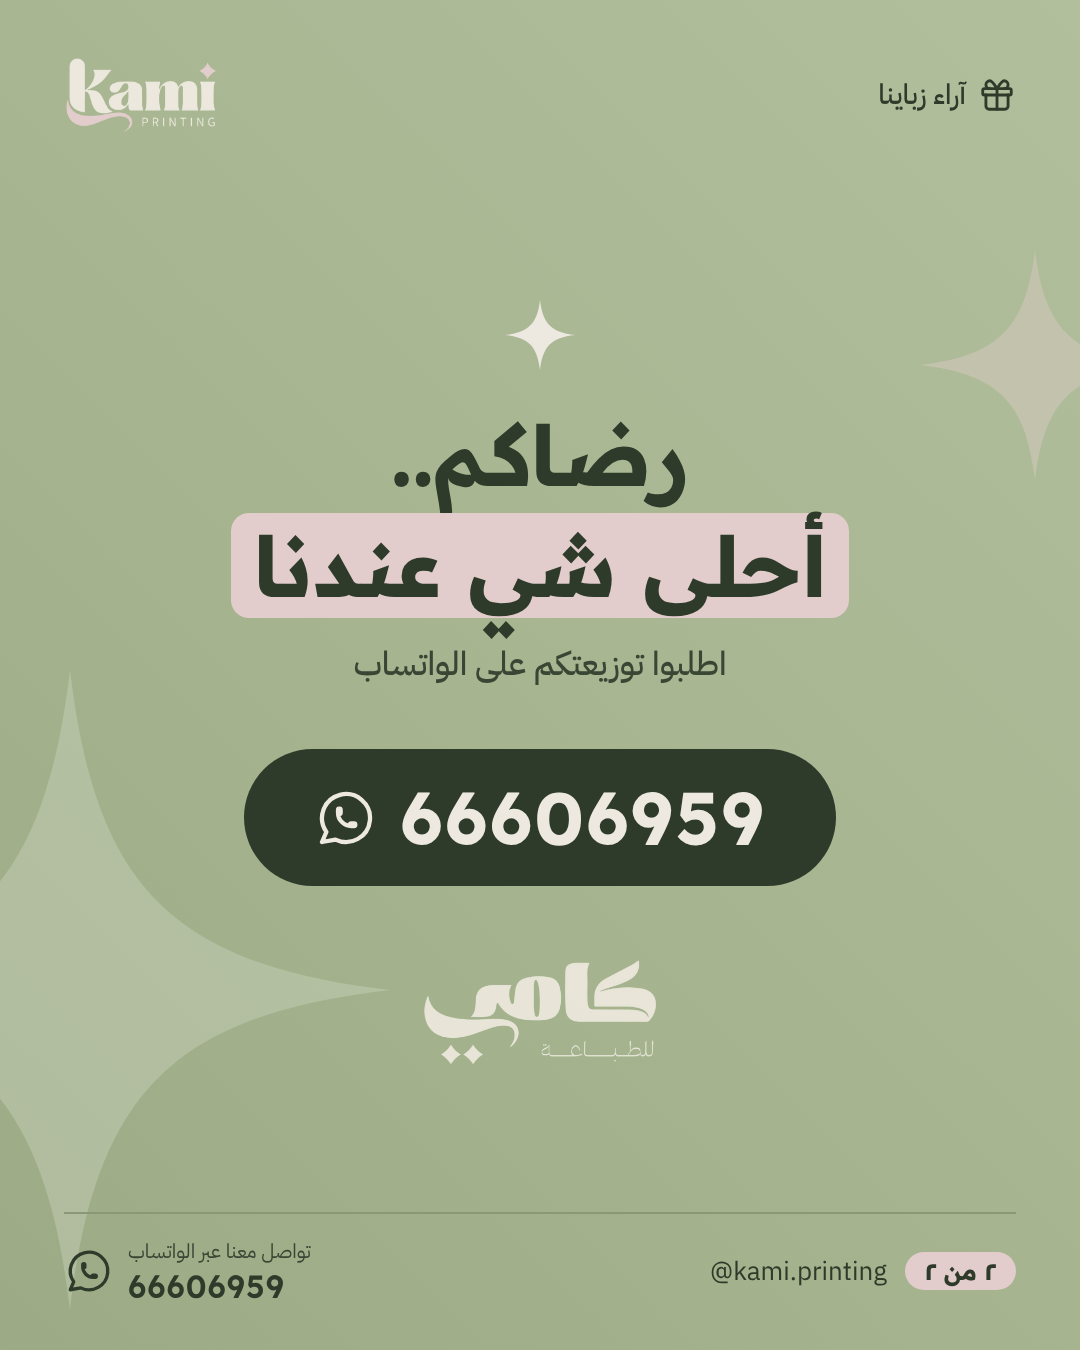 Kami
PRINTING
آراء زباينا
رضاكم..
أحلى شي عندنا
اطلبوا توزيعتكم على الواتساب
66606959
كامي
للطباعة
تواصل معنا عبر الواتساب
66606959
@kami.printing
٢ من ٢